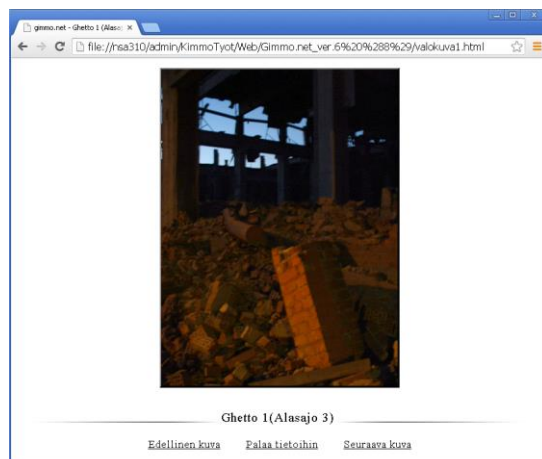 gimmo.net - Ghetto 1 (Alasaj
file://nsa310/admin/KimmoTyot/Web/Gimmo.net_ver.6%20%288%29/valokuva1.html
Ghetto 1(Alasajo 3)
Edellinen kuva Palaa tietoihin Seuraava kuva